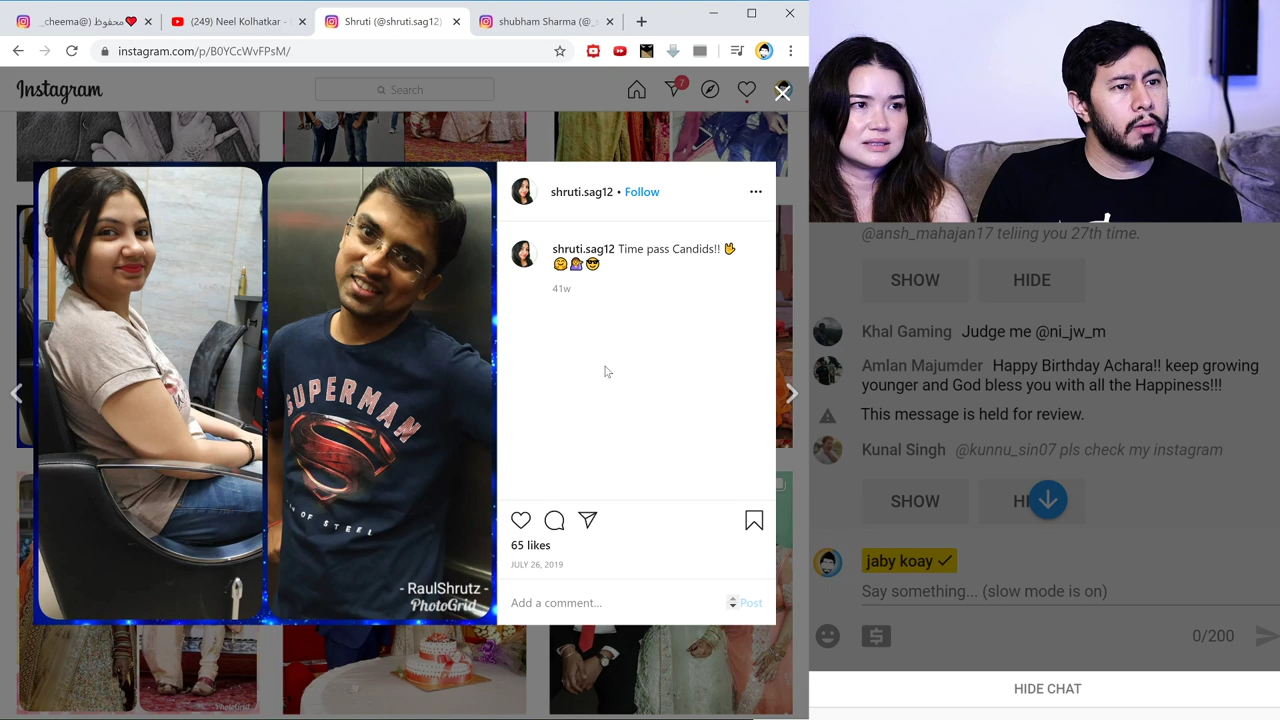 محفوظ❤️ (@cheema_
(249) Neel Kolhatkar -
Shruti (@shruti.sag12)
shubham Sharma (@_
instagram.com/p/B0YCcWvFPsM/
Instagram
Search
7
shruti.sag12 • Follow
shruti.sag12 Time pass Candids!! 🖖
🤗🤷‍♀️😎
41w
SUPERMAN
OF STEEL
- RaulShrutz -
PhotoGrid
65 likes
JULY 26, 2019
Add a comment...
Post
PhotoGrid
@ansh_mahajan17 telling you 27th time.
SHOW HIDE
Khal Gaming Judge me @ni_jw_m
Amlan Majumder Happy Birthday Achara!! keep growing
younger and God bless you with all the Happiness!!!
This message is held for review.
Kunal Singh @kunnu_sin07 pls check my instagram
SHOW
jaby koay ✓
Say something... (slow mode is on)
0/200
HIDE CHAT